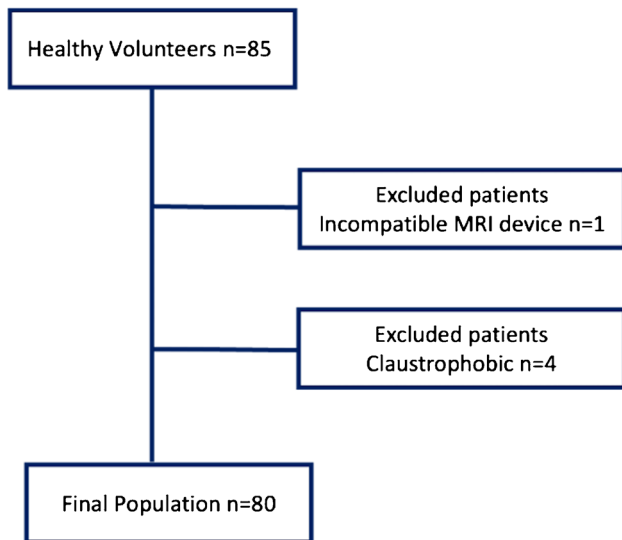 Healthy Volunteers n=85
Excluded patients
Incompatible MRI device n=1
Excluded patients
Claustrophobic n=4
Final Population n=80